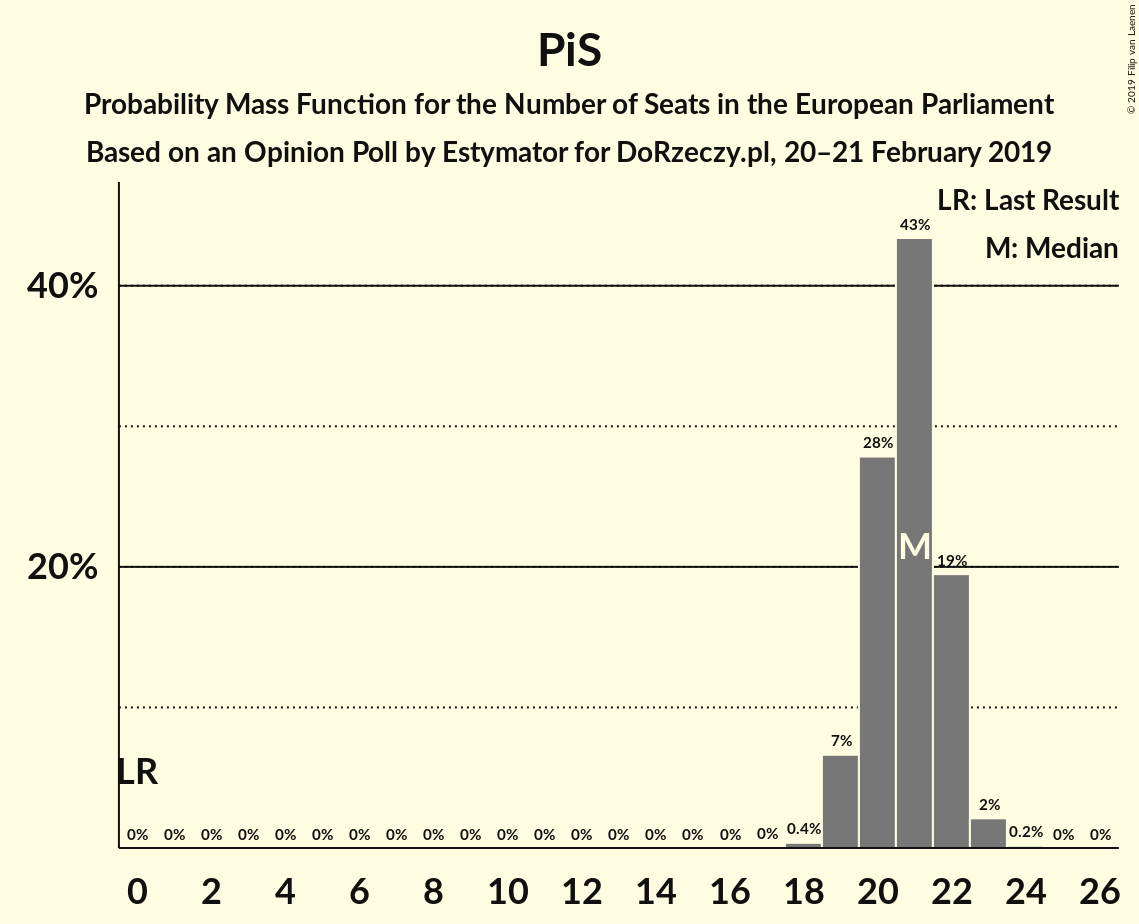 © 2019 Filip van Laenen
PiS
Probability Mass Function for the Number of Seats in the European Parliament
Based on an Opinion Poll by Estymator for DoRzeczy.pl, 20–21 February 2019
LR: Last Result
M: Median
43%
40%
28%
M
20%
19%
7%
LR
2%
0% 0% 0% 0% 0% 0% 0% 0% 0% 0% 0% 0% 0% 0% 0% 0% 0% 0% 0.4% 0.2% 0% 0%
0 2 4 6 8 10 12 14 16 18 20 22 24 26